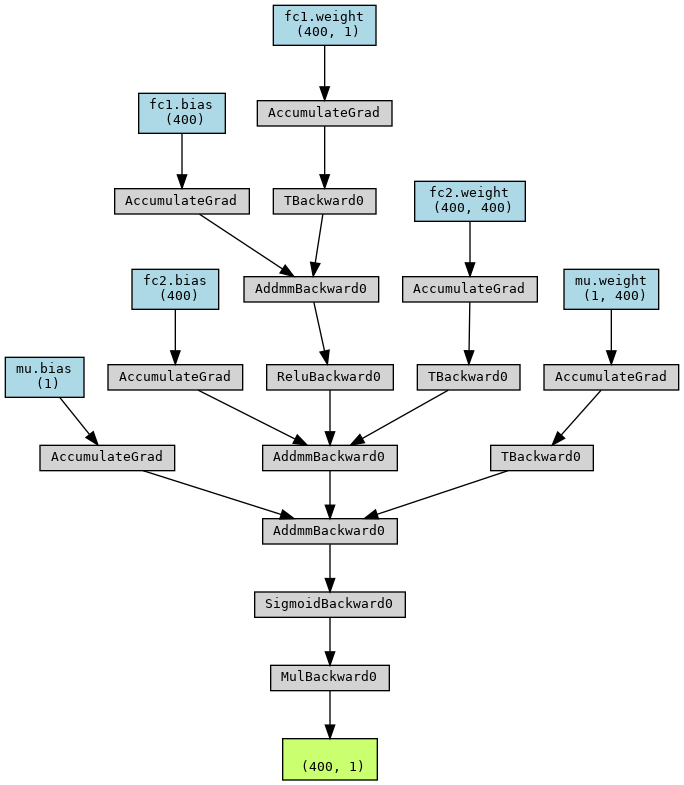 fc1.weight
(400, 1)
fc1.bias
(400)
AccumulateGrad
AccumulateGrad
TBackward0
fc2.weight
(400, 400)
fc2.bias
(400)
AddmmBackward0
AccumulateGrad
mu.weight
(1, 400)
mu.bias
(1)
AccumulateGrad
ReluBackward0
TBackward0
AccumulateGrad
AccumulateGrad
AddmmBackward0
TBackward0
AddmmBackward0
SigmoidBackward0
MulBackward0
(400, 1)